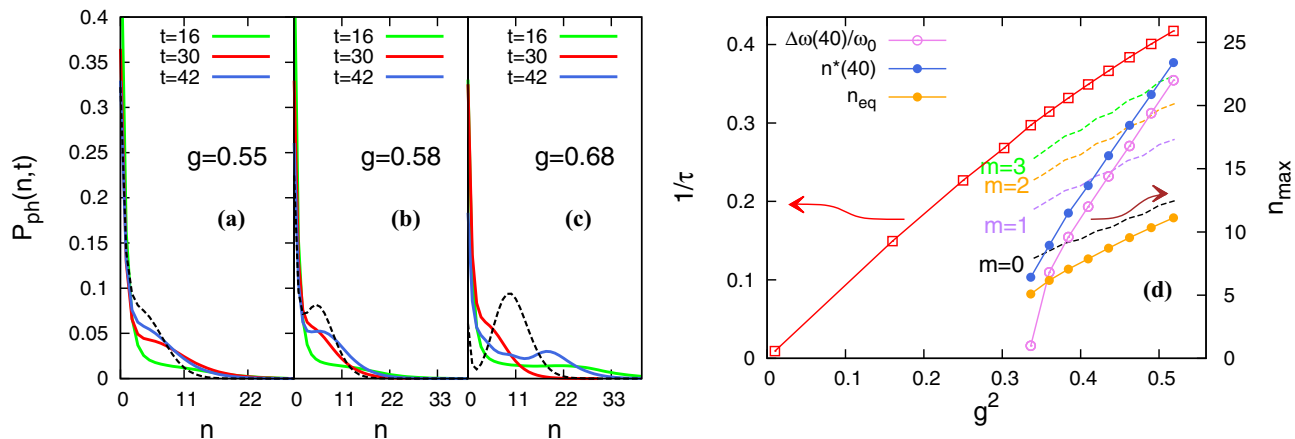 P_ph(n,t)
0.4
0.35
0.3
0.25
0.2
0.15
0.1
0.05
0
t=16
t=30
t=42
g=0.55
(a)
0 11 22
n
t=16
t=30
t=42
g=0.58
(b)
0 11 22 33
n
t=16
t=30
t=42
g=0.68
(c)
0 11 22 33
n
1/τ
0.4
0.3
0.2
0.1
0
Δω(40)/ω₀
n*(40)
n_eq
m=3
m=2
m=1
m=0
(d)
0 0.1 0.2 0.3 0.4 0.5
g²
25
20
15
10
5
0
n_max